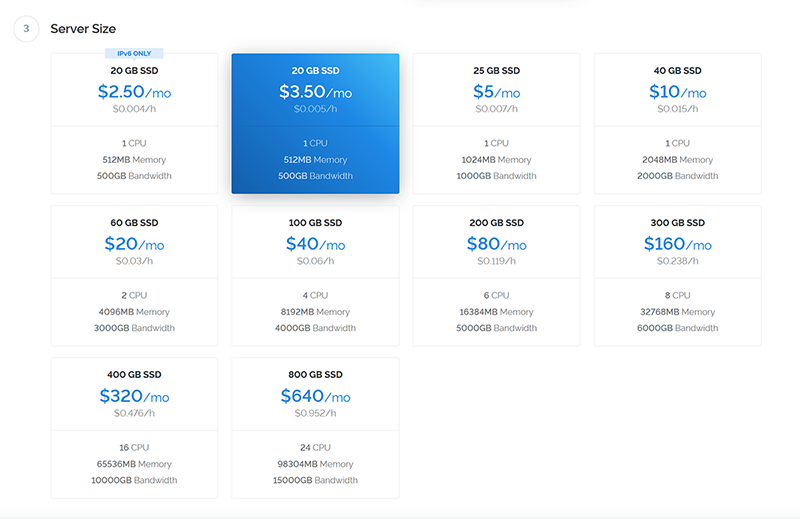 3
Server Size
IPv6 ONLY
20 GB SSD
$2.50/mo
$0.004/h
1 CPU
512MB Memory
500GB Bandwidth
20 GB SSD
$3.50/mo
$0.005/h
1 CPU
512MB Memory
500GB Bandwidth
25 GB SSD
$5/mo
$0.007/h
1 CPU
1024MB Memory
1000GB Bandwidth
40 GB SSD
$10/mo
$0.015/h
1 CPU
2048MB Memory
2000GB Bandwidth
60 GB SSD
$20/mo
$0.03/h
2 CPU
4096MB Memory
3000GB Bandwidth
100 GB SSD
$40/mo
$0.06/h
4 CPU
8192MB Memory
4000GB Bandwidth
200 GB SSD
$80/mo
$0.119/h
6 CPU
16384MB Memory
5000GB Bandwidth
300 GB SSD
$160/mo
$0.238/h
8 CPU
32768MB Memory
6000GB Bandwidth
400 GB SSD
$320/mo
$0.476/h
16 CPU
65536MB Memory
10000GB Bandwidth
800 GB SSD
$640/mo
$0.952/h
24 CPU
98304MB Memory
15000GB Bandwidth